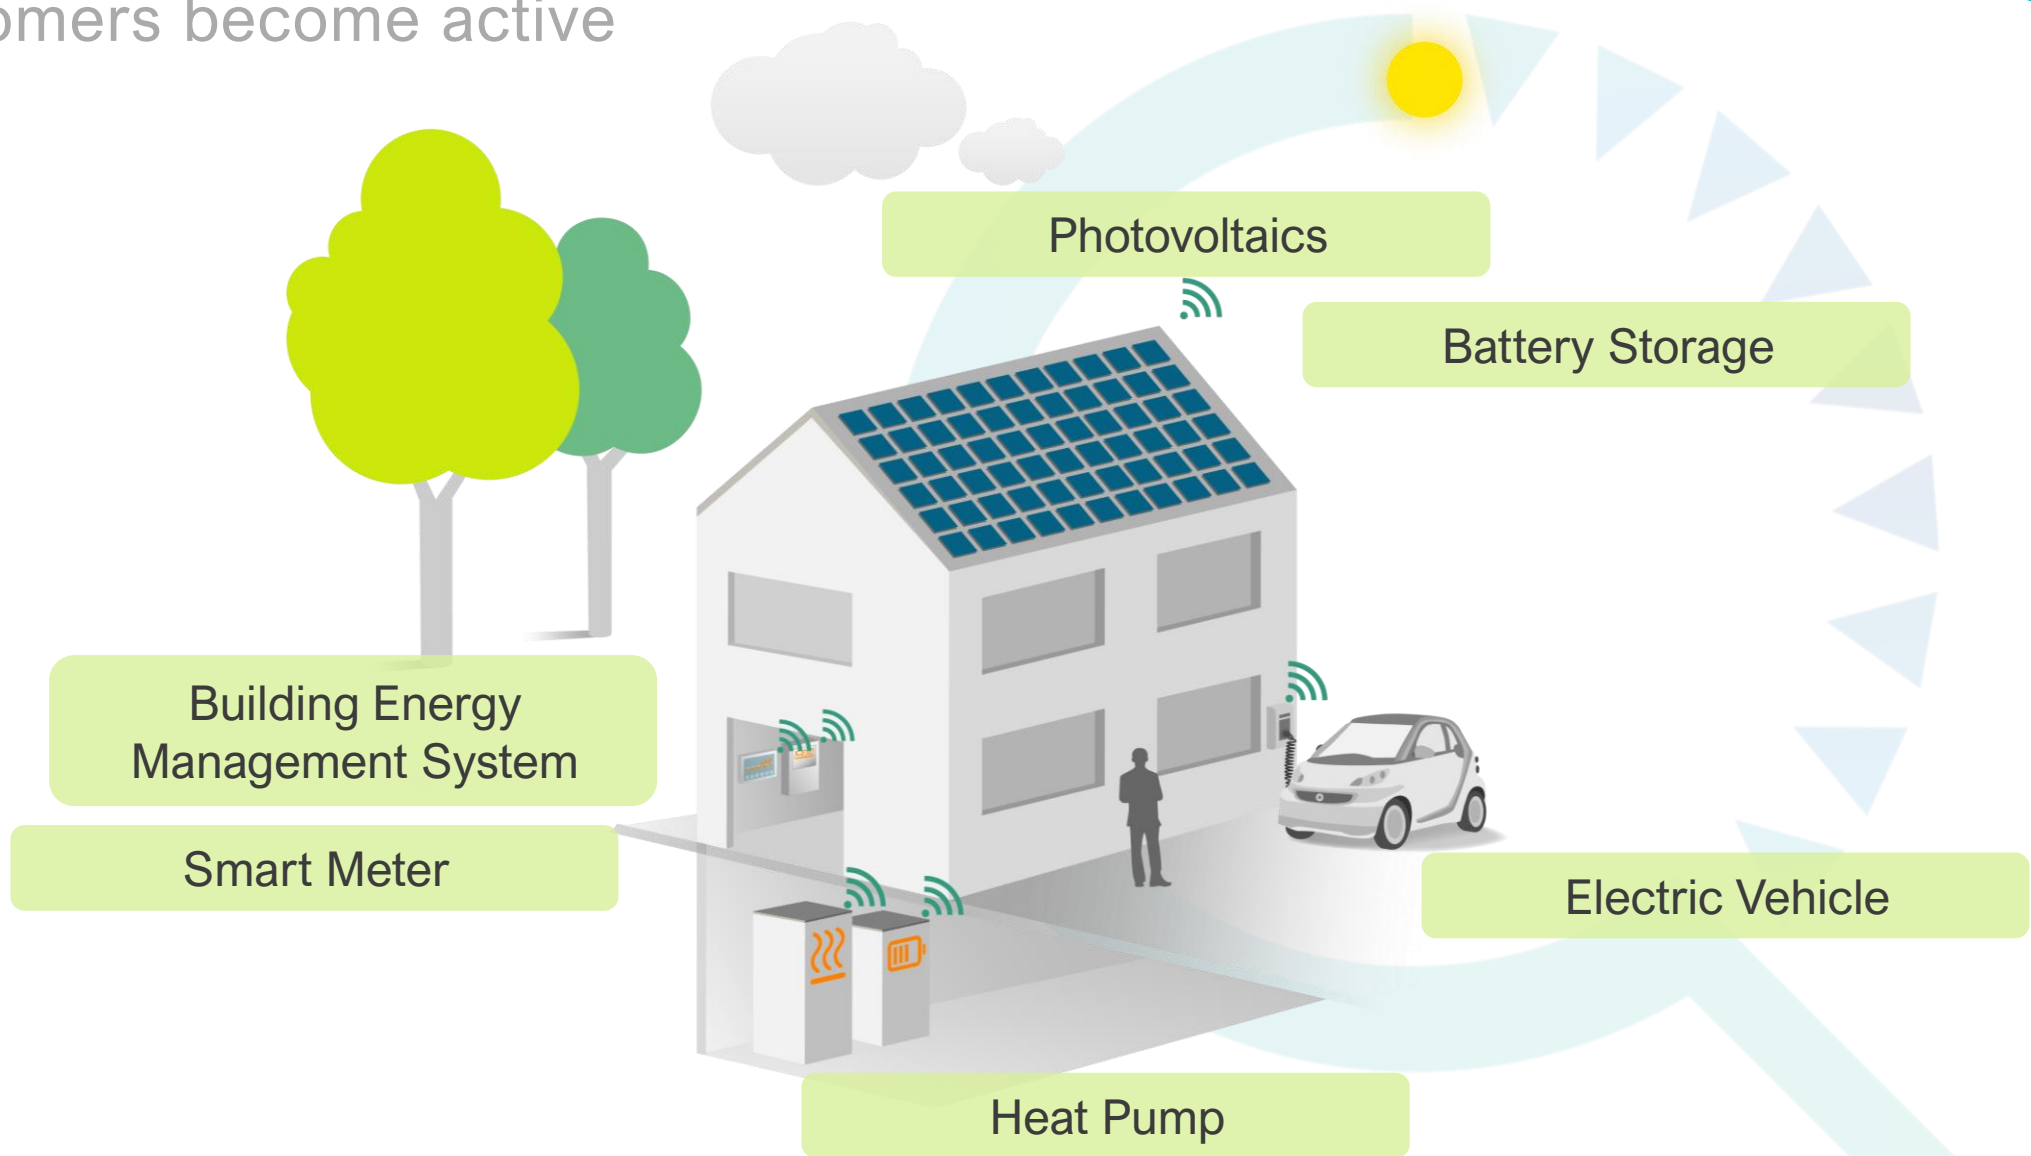 omers become active
Photovoltaics
Battery Storage
Building Energy
Management System
Smart Meter
Electric Vehicle
Heat Pump